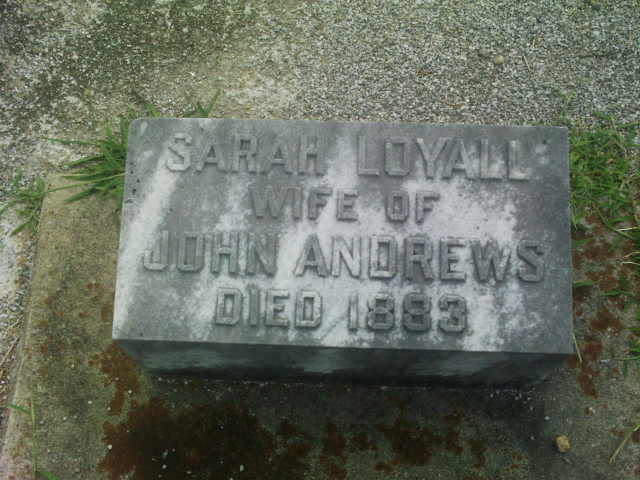 SARAH LOYALL
WIFE OF
JOHN ANDREWS
DIED 1883